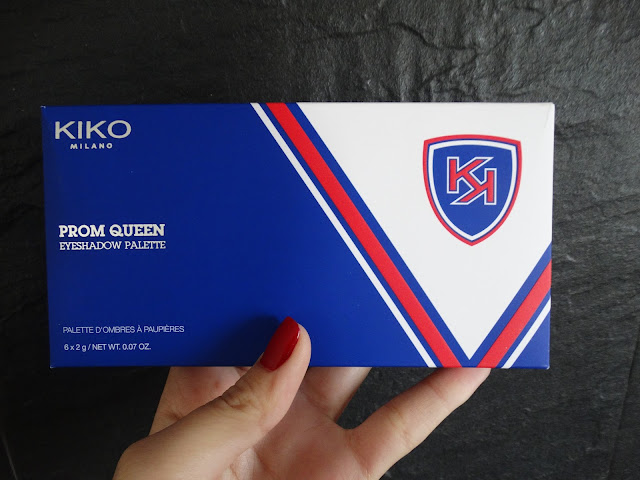 KIKO
MILANO
PROM QUEEN
EYESHADOW PALETTE
PALETTE D'OMBRES À PAUPIÈRES
6 x 2 g / NET WT. 0.07 OZ.
KK